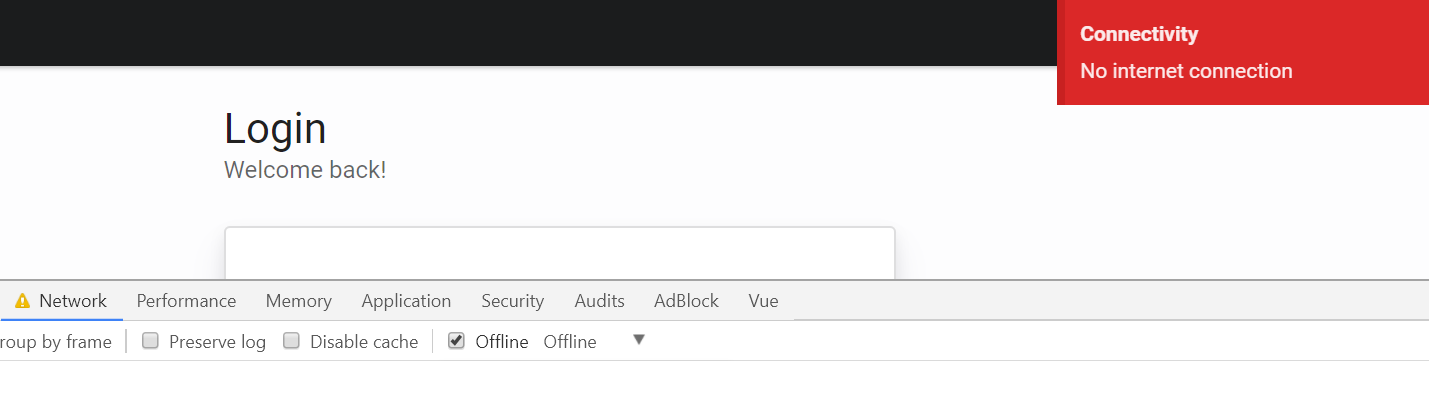 Connectivity
No internet connection
Login
Welcome back!
Network Performance Memory Application Security Audits AdBlock Vue
roup by frame Preserve log Disable cache Offline Offline